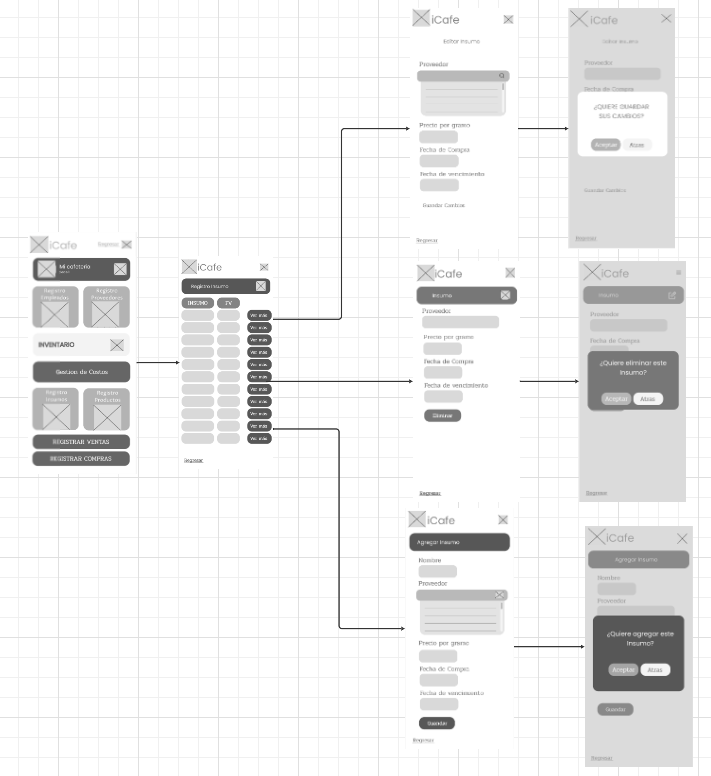 iCafe
Regresar
Mi cafeteria
Registro
Empleados
Registro
Proveedores
INVENTARIO
Gestion de Costos
Registro
Insumos
Registro
Productos
REGISTRAR VENTAS
REGISTRAR COMPRAS
iCafe
Registro Insumo
INSUMO
TV
Ver más
Ver más
Ver más
Ver más
Ver más
Ver más
Ver más
Ver más
Ver más
Ver más
Ver más
Regresar
iCafe
Editar Insumo
Proveedor
Precio por gramo
Fecha de Compra
Fecha de vencimiento
Guardar Cambios
Regresar
iCafe
Editar Insumo
Proveedor
Fecha de Compra
¿QUIERE GUARDAR
SUS CAMBIOS?
Aceptar
Atras
Guardar Cambios
Regresar
iCafe
Insumo
Proveedor
Precio por gramo
Fecha de Compra
Fecha de vencimiento
Eliminar
Regresar
iCafe
Insumo
Proveedor
Fecha de Compra
¿Quiere eliminar este
Insumo?
Aceptar
Atras
Regresar
iCafe
Agregar Insumo
Nombre
Proveedor
Precio por gramo
Fecha de Compra
Fecha de vencimiento
Guardar
Regresar
iCafe
Agregar Insumo
Nombre
Proveedor
¿Quiere agregar este
Insumo?
Aceptar
Atras
Guardar
Regresar